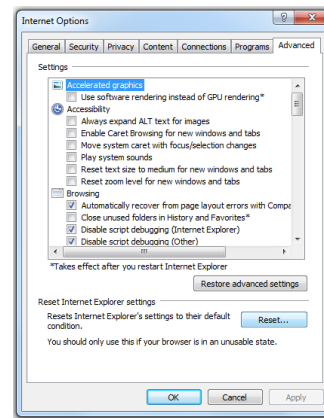 Internet Options
General Security Privacy Content Connections Programs Advanced
Settings
Accelerated graphics
Use software rendering instead of GPU rendering*
Accessibility
Always expand ALT text for images
Enable Caret Browsing for new windows and tabs
Move system caret with focus/selection changes
Play system sounds
Reset text size to medium for new windows and tabs
Reset zoom level for new windows and tabs
Browsing
Automatically recover from page layout errors with Compa
Close unused folders in History and Favorites*
Disable script debugging (Internet Explorer)
Disable script debugging (Other)
*Takes effect after you restart Internet Explorer
Restore advanced settings
Reset Internet Explorer settings
Resets Internet Explorer's settings to their default
condition.
Reset...
You should only use this if your browser is in an unusable state.
OK Cancel Apply